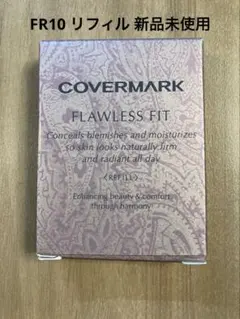 FR10 リフィル 新品未使用
COVERMARK
FLAWLESS FIT
Conceals blemishes and moisturizes
so skin looks naturally firm
and radiant all day
<REFILL>
Enhancing beauty & comfort
through harmony